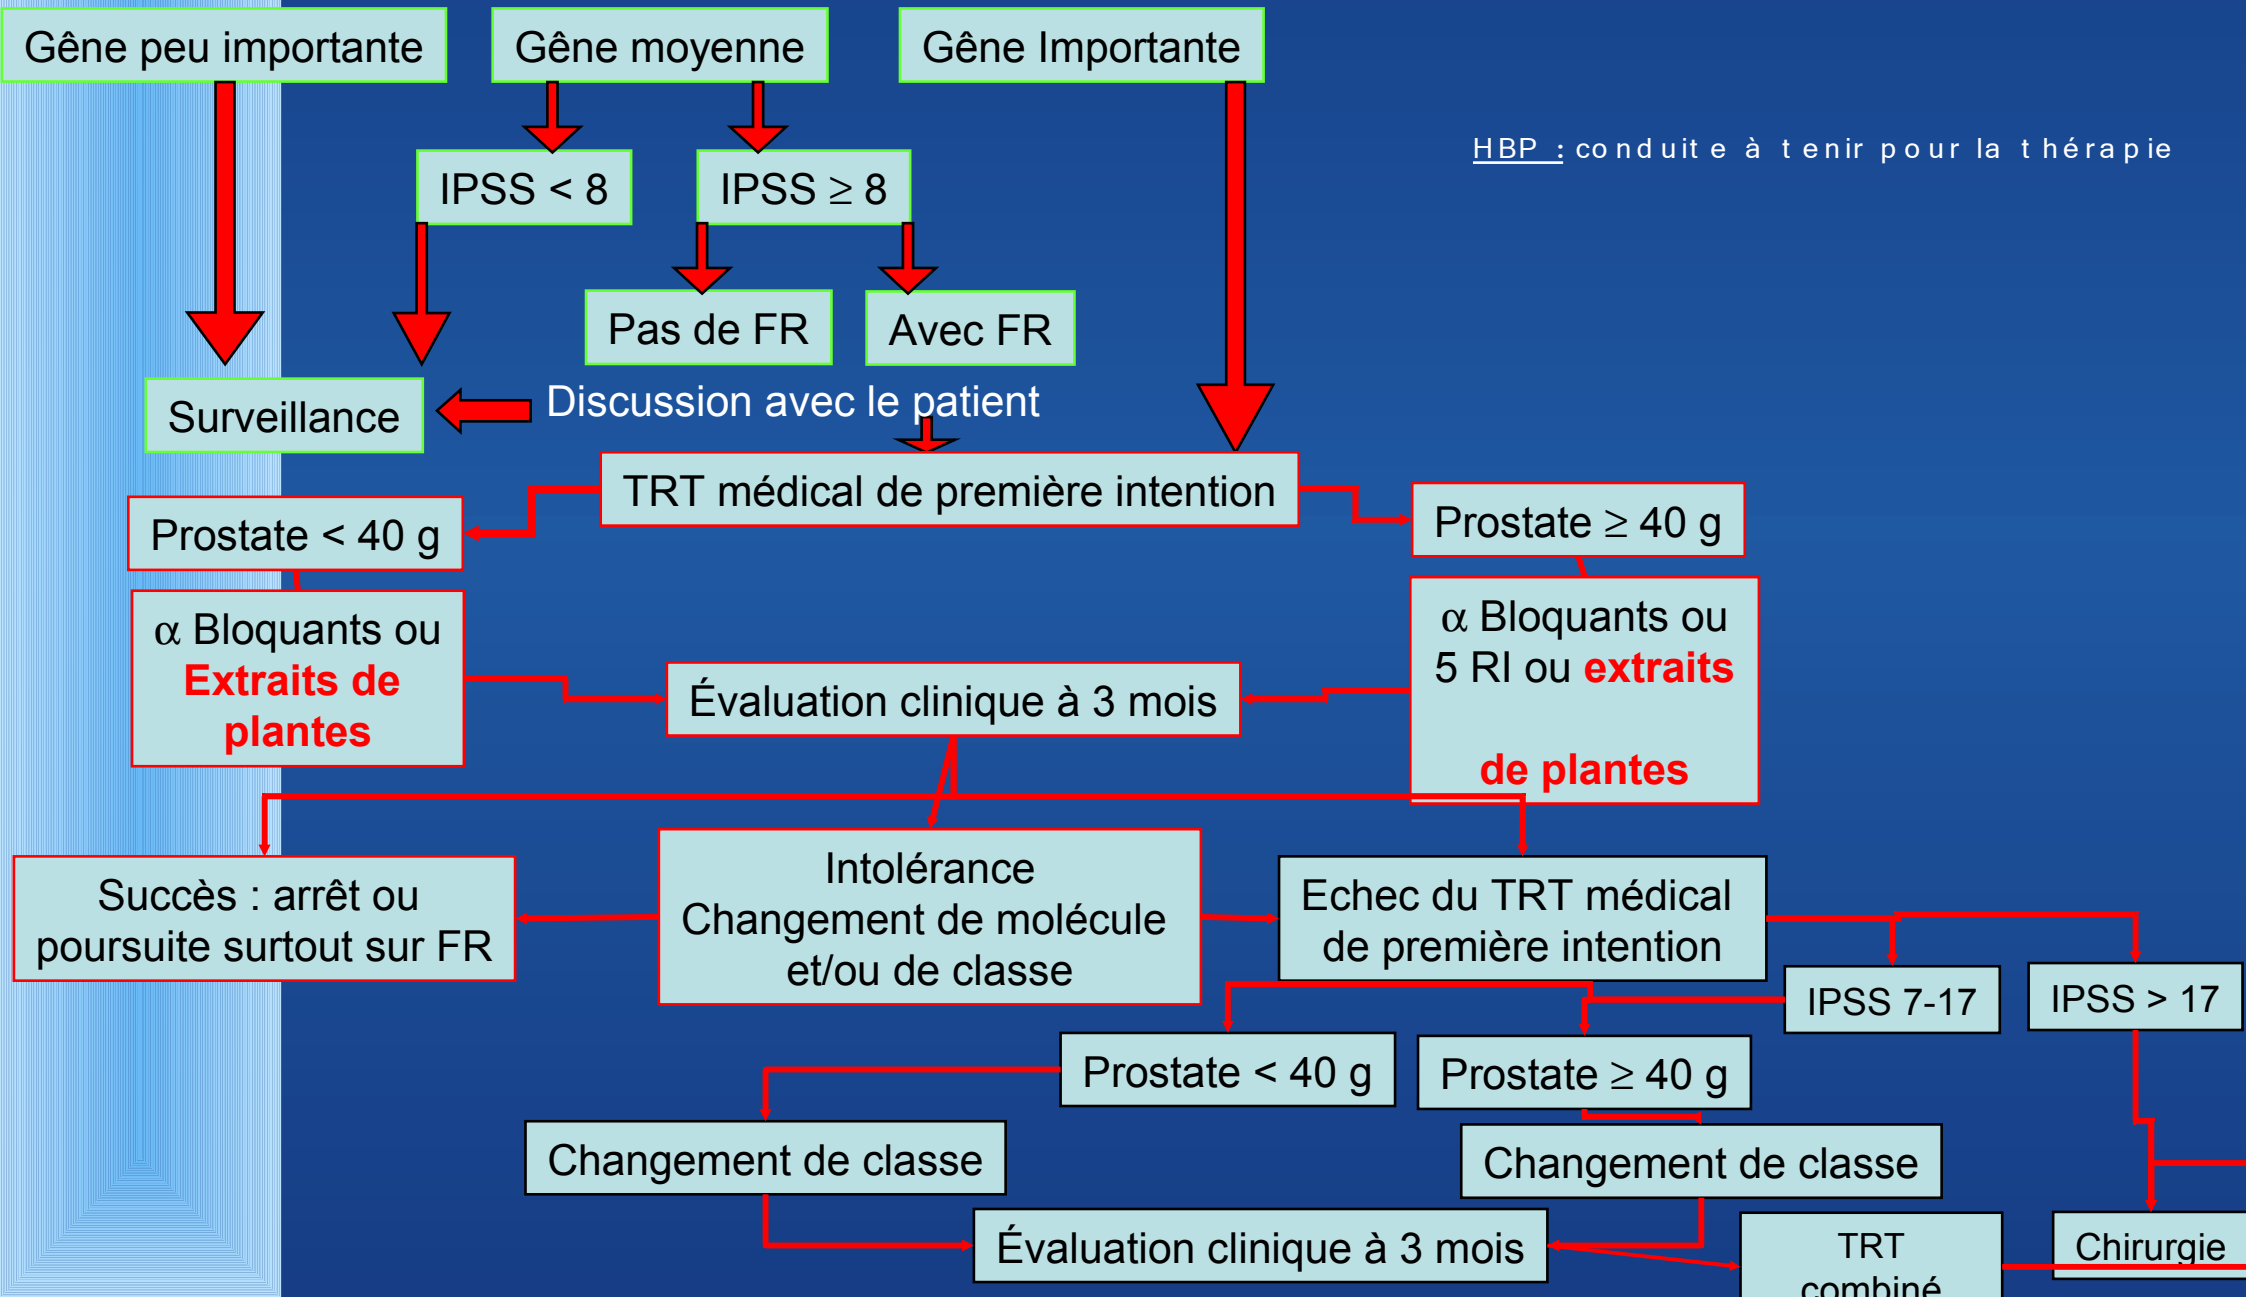 Gêne peu importante
Gêne moyenne
Gêne Importante
HBP : conduite à tenir pour la thérapie
IPSS < 8
IPSS ≥ 8
Pas de FR
Avec FR
Surveillance
Discussion avec le patient
TRT médical de première intention
Prostate < 40 g
Prostate ≥ 40 g
α Bloquants ou
Extraits de
plantes
α Bloquants ou
5 RI ou extraits
de plantes
Évaluation clinique à 3 mois
Succès : arrêt ou
poursuite surtout sur FR
Intolérance
Changement de molécule
et/ou de classe
Echec du TRT médical
de première intention
IPSS 7-17
IPSS > 17
Prostate < 40 g
Prostate ≥ 40 g
Changement de classe
Changement de classe
Évaluation clinique à 3 mois
TRT
combiné
Chirurgie